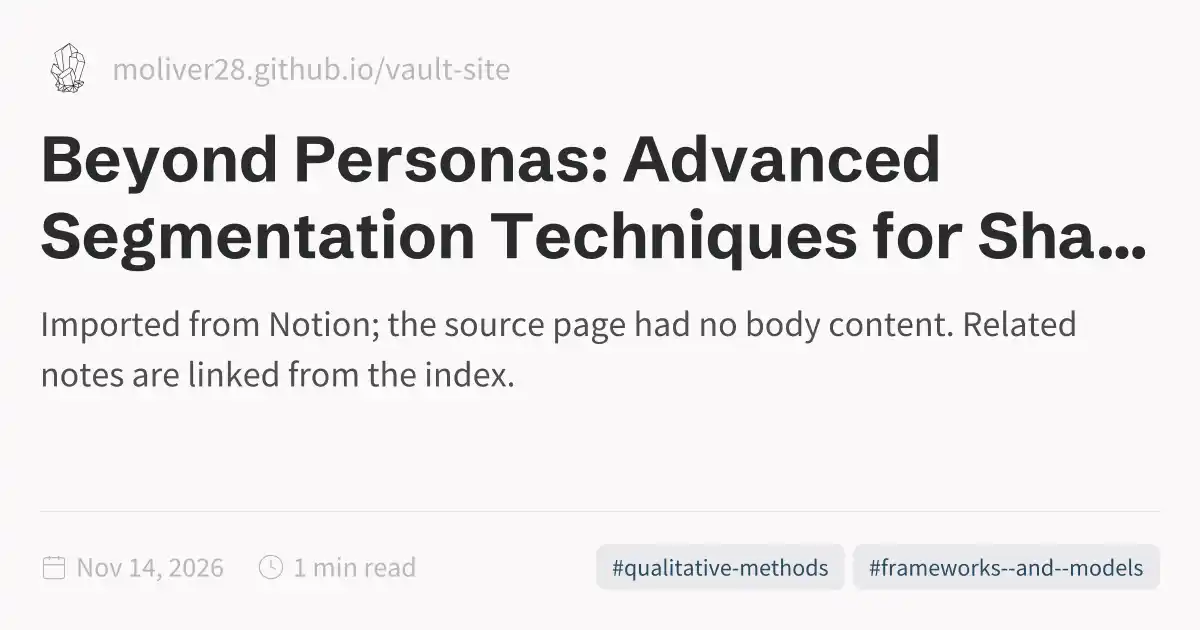 moliver28.github.io/vault-site
Beyond Personas: Advanced
Segmentation Techniques for Sha...
Imported from Notion; the source page had no body content. Related
notes are linked from the index.
Nov 14, 2026
1 min read
#qualitative-methods
#frameworks--and--models